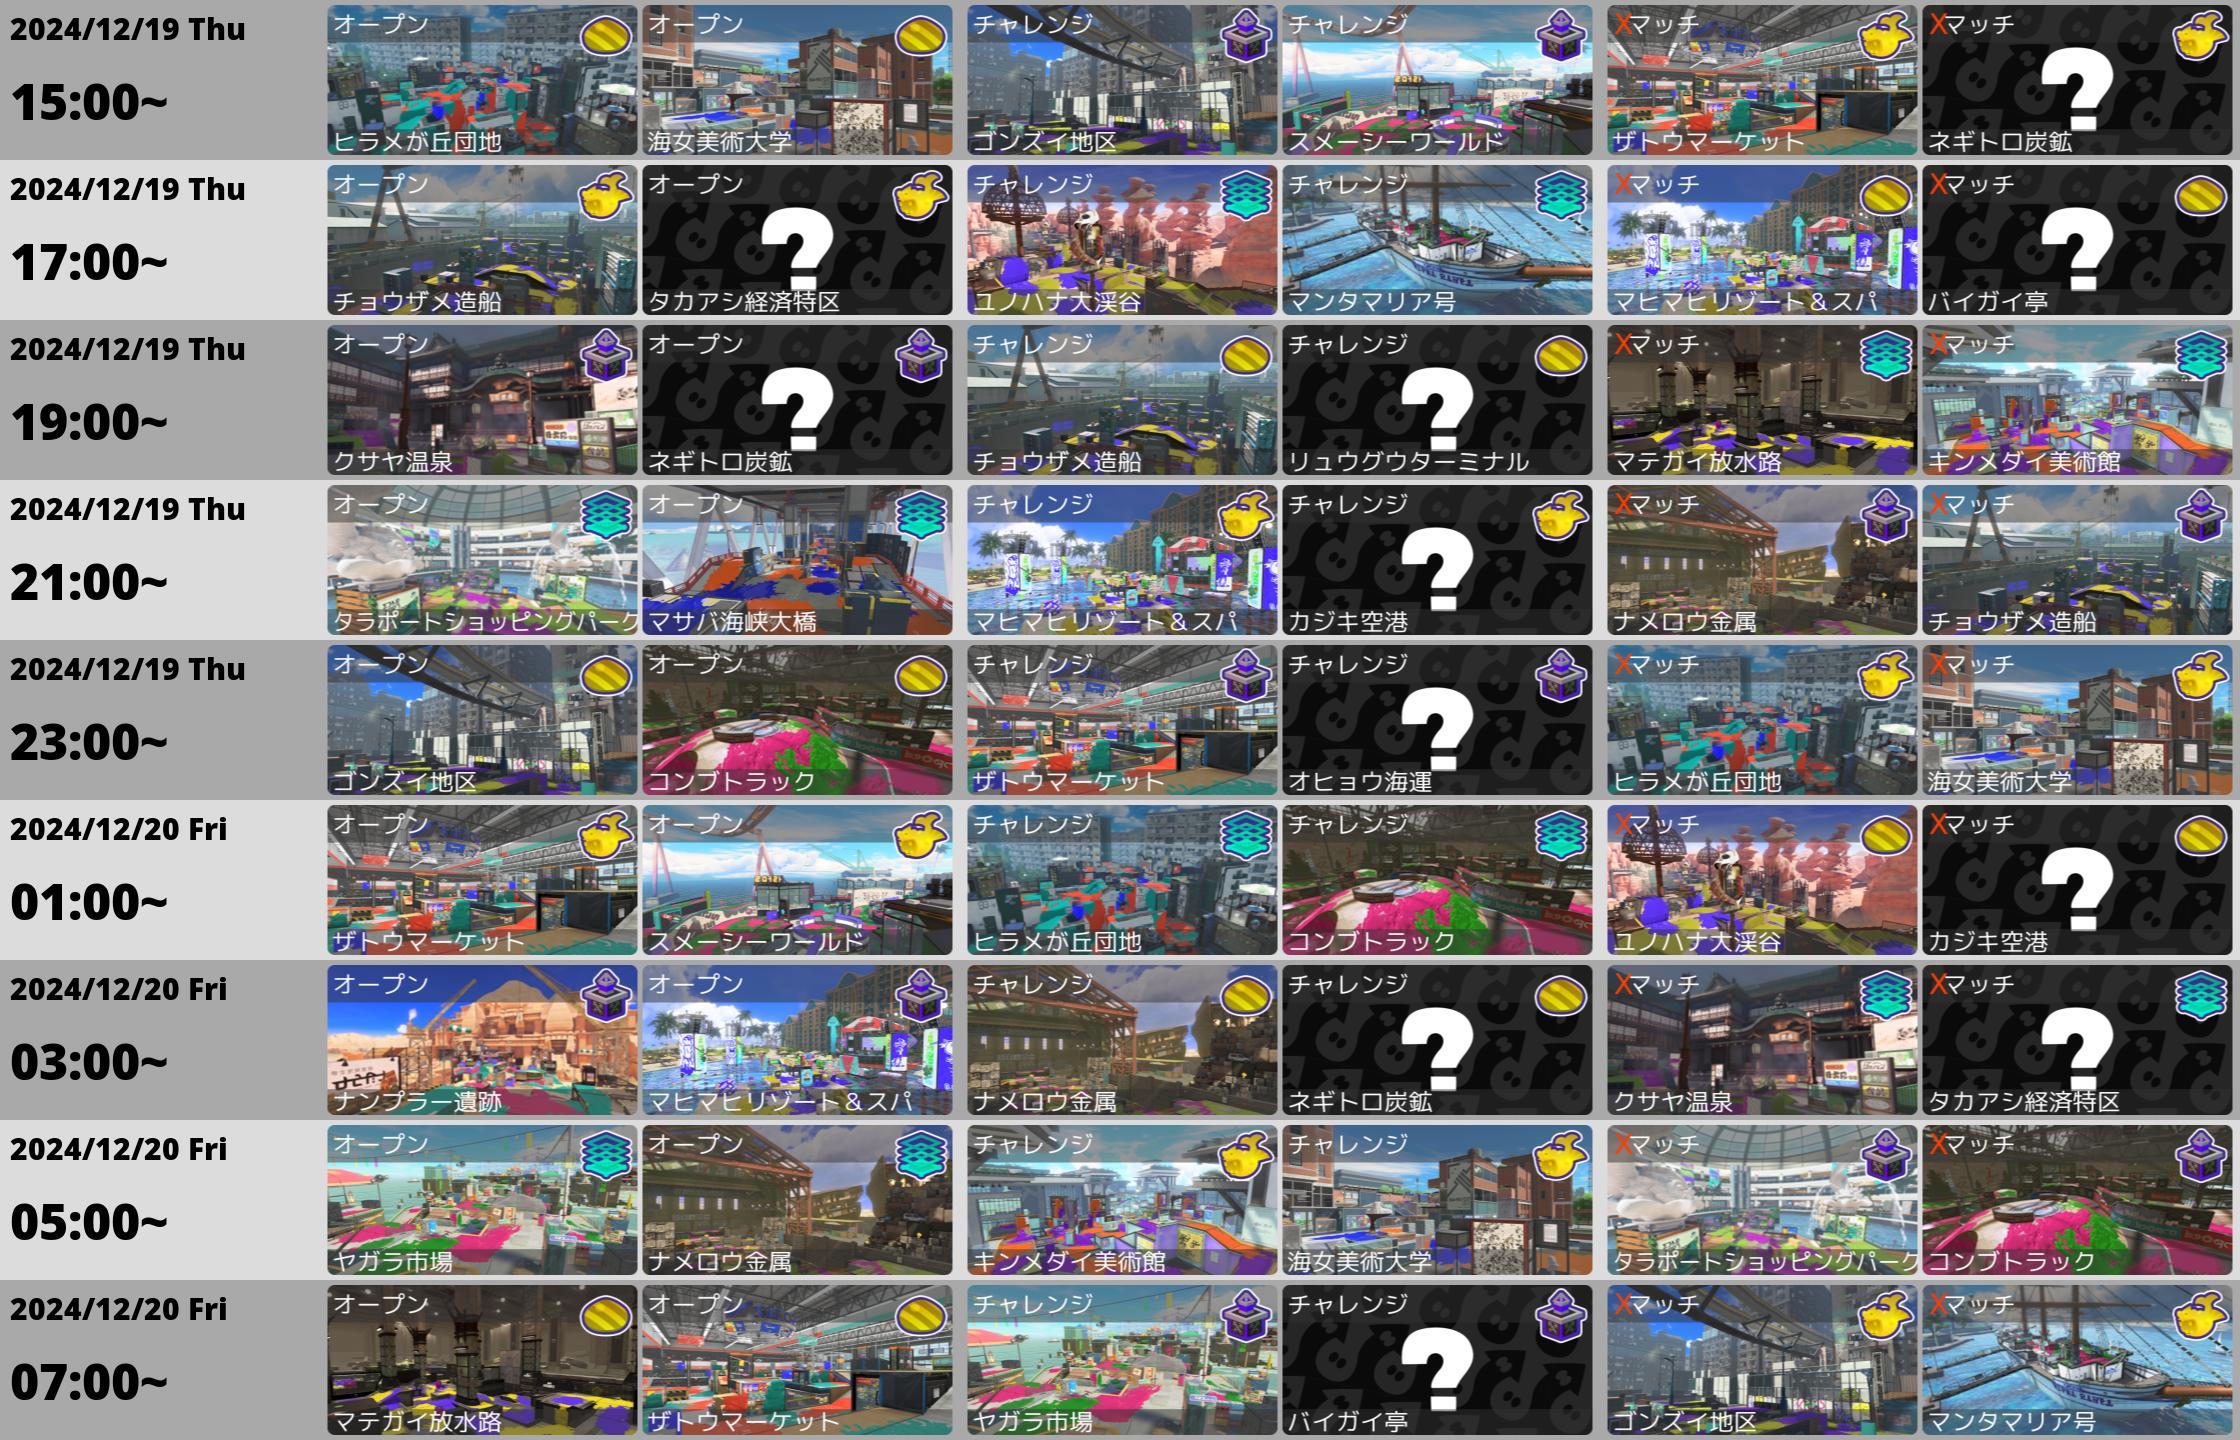 2024/12/19 Thu
15:00~
オープン
ヒラメが丘団地
オープン
海女美術大学
チャレンジ
ゴンズイ地区
チャレンジ
スメーシーワールド
Xマッチ
ザトウマーケット
Xマッチ
ネギトロ炭鉱
2024/12/19 Thu
17:00~
オープン
チョウザメ造船
オープン
タカアシ経済特区
チャレンジ
ユノハナ大渓谷
チャレンジ
マンタマリア号
Xマッチ
マヒマヒリゾート＆スパ
Xマッチ
バイガイ亭
2024/12/19 Thu
19:00~
オープン
クサヤ温泉
オープン
ネギトロ炭鉱
チャレンジ
チョウザメ造船
チャレンジ
リュウグウターミナル
Xマッチ
マテガイ放水路
Xマッチ
キンメダイ美術館
2024/12/19 Thu
21:00~
オープン
タラポートショッピングパーク
オープン
マサバ海峡大橋
チャレンジ
マヒマヒリゾート＆スパ
チャレンジ
カジキ空港
Xマッチ
ナメロウ金属
Xマッチ
チョウザメ造船
2024/12/19 Thu
23:00~
オープン
ゴンズイ地区
オープン
コンブトラック
チャレンジ
ザトウマーケット
チャレンジ
オヒョウ海運
Xマッチ
ヒラメが丘団地
Xマッチ
海女美術大学
2024/12/20 Fri
01:00~
オープン
ザトウマーケット
オープン
スメーシーワールド
チャレンジ
ヒラメが丘団地
チャレンジ
コンブトラック
Xマッチ
ユノハナ大渓谷
Xマッチ
カジキ空港
2024/12/20 Fri
03:00~
オープン
ナンプラー遺跡
オープン
マヒマヒリゾート＆スパ
チャレンジ
ナメロウ金属
チャレンジ
ネギトロ炭鉱
Xマッチ
クサヤ温泉
Xマッチ
タカアシ経済特区
2024/12/20 Fri
05:00~
オープン
ヤガラ市場
オープン
ナメロウ金属
チャレンジ
キンメダイ美術館
チャレンジ
海女美術大学
Xマッチ
タラポートショッピングパーク
Xマッチ
コンブトラック
2024/12/20 Fri
07:00~
オープン
マテガイ放水路
オープン
ザトウマーケット
チャレンジ
ヤガラ市場
チャレンジ
バイガイ亭
Xマッチ
ゴンズイ地区
Xマッチ
マンタマリア号